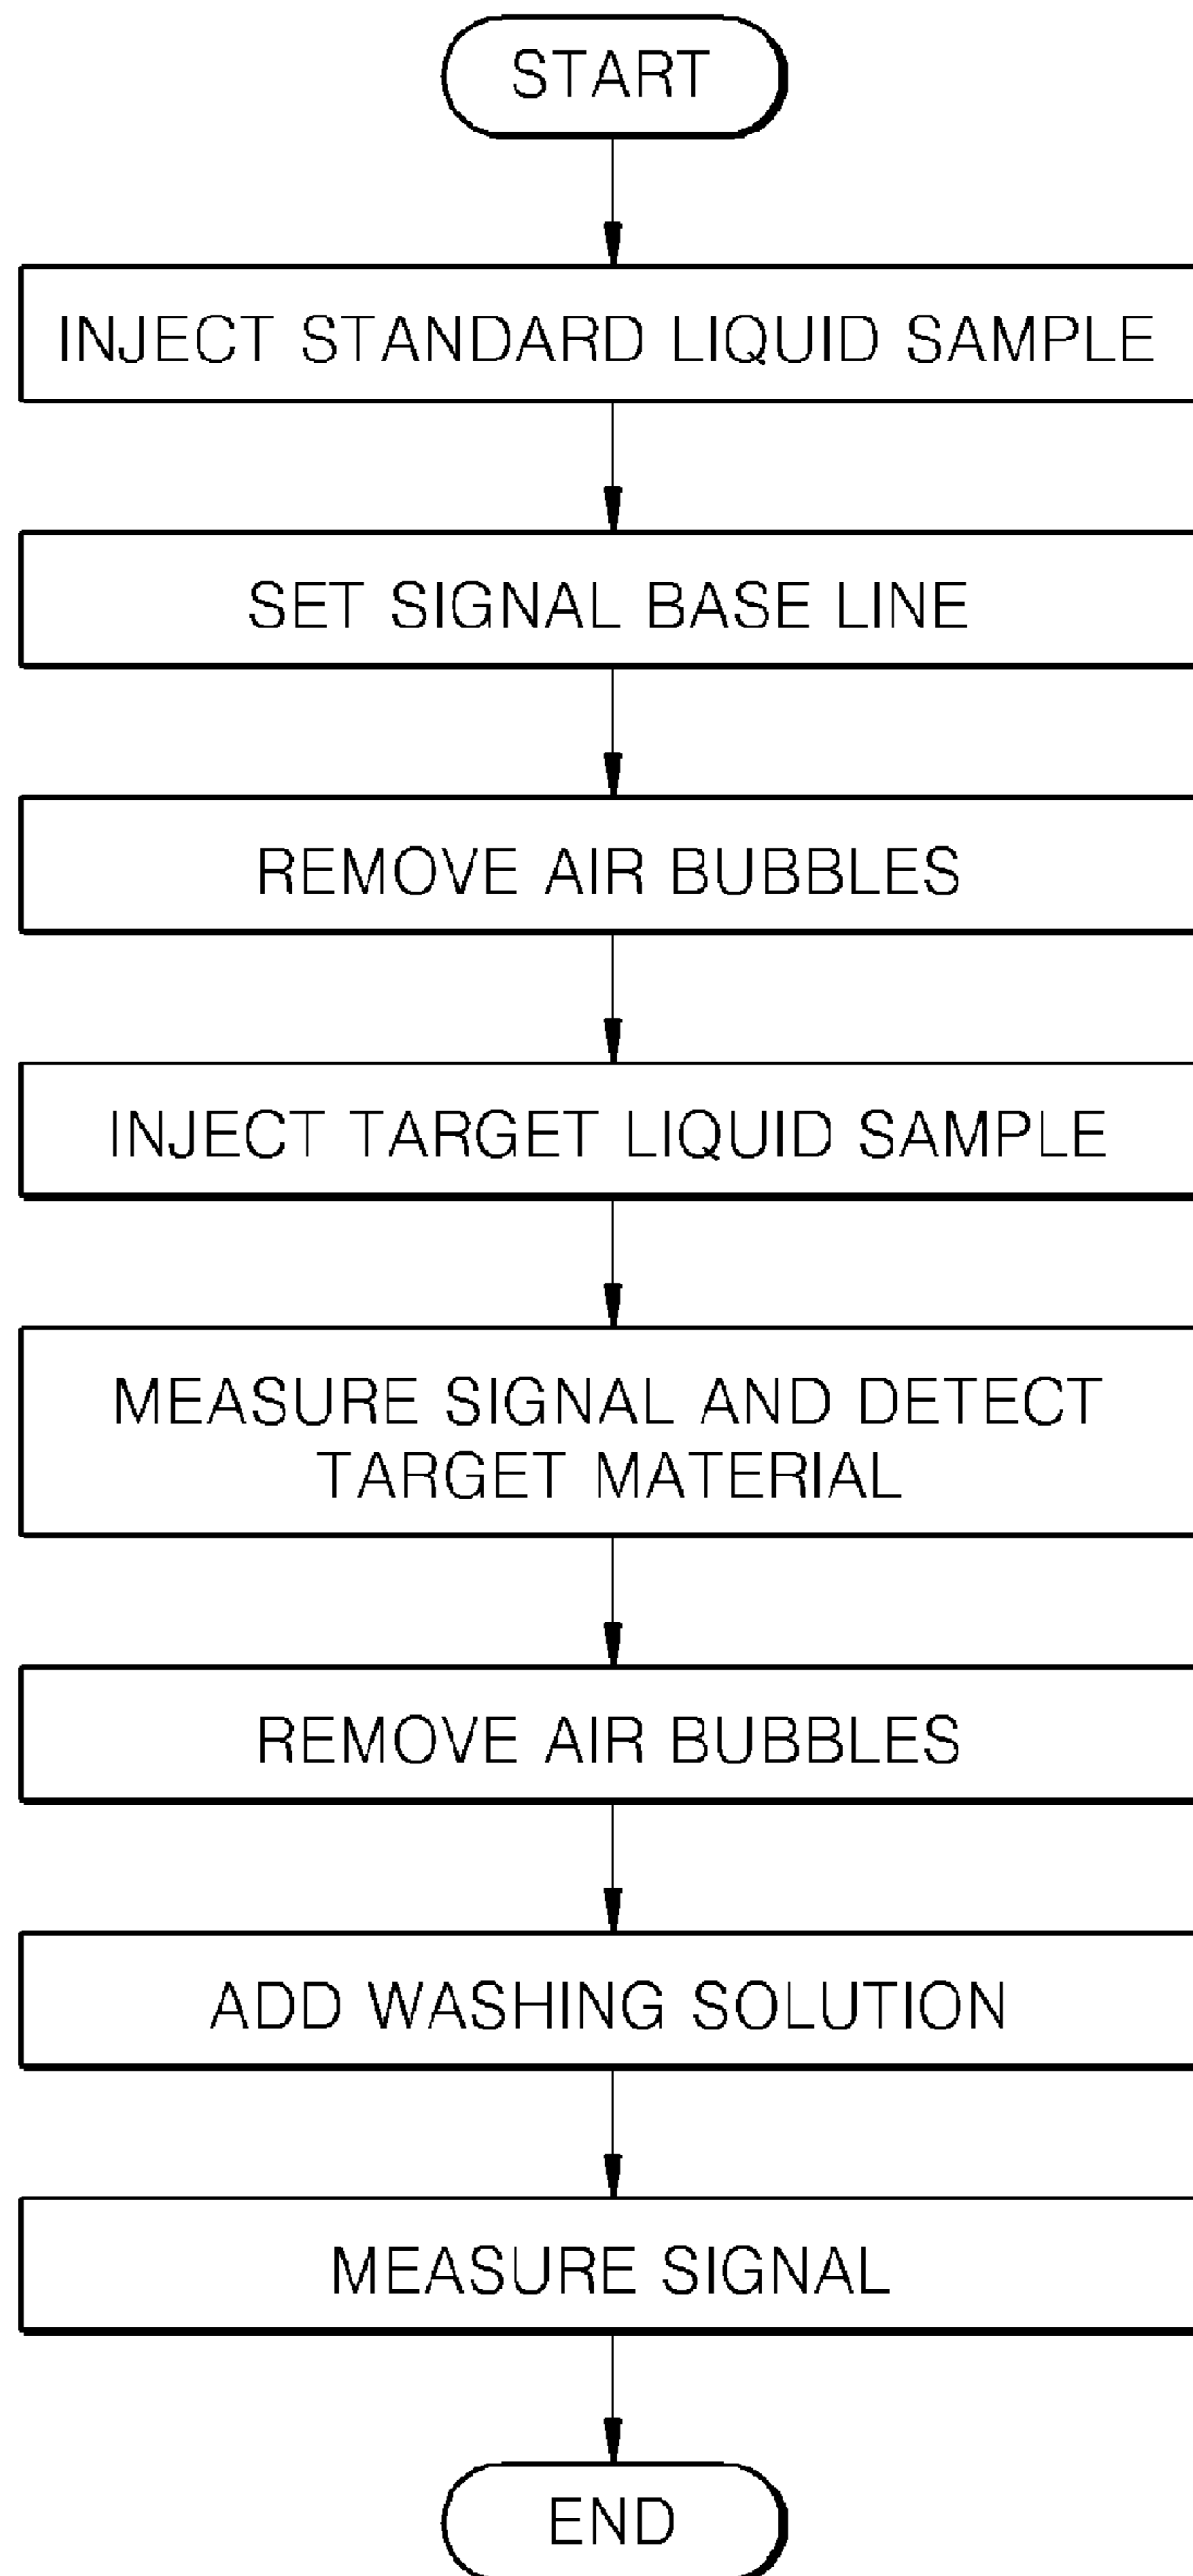 START
INJECT STANDARD LIQUID SAMPLE
SET SIGNAL BASE LINE
REMOVE AIR BUBBLES
INJECT TARGET LIQUID SAMPLE
MEASURE SIGNAL AND DETECT
TARGET MATERIAL
REMOVE AIR BUBBLES
ADD WASHING SOLUTION
MEASURE SIGNAL
END